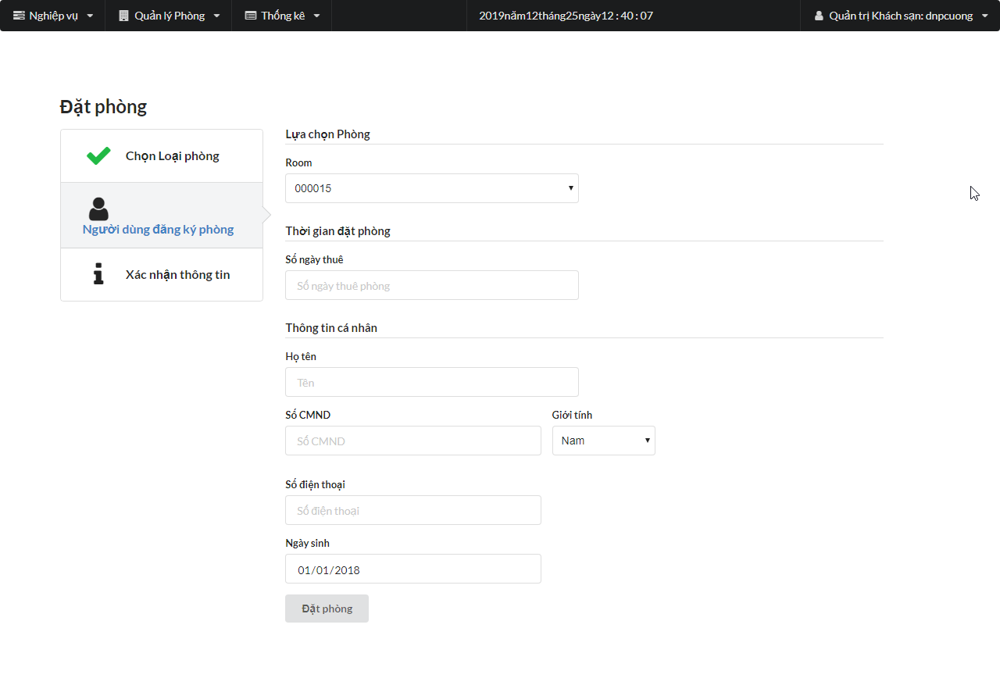 Nghiệp vụ
Quản lý Phòng
Thống kê
2019năm12tháng25ngày12 : 40 : 07
Quản trị Khách sạn: dnpcuong
Đặt phòng
Chọn Loại phòng
Người dùng đăng ký phòng
Xác nhận thông tin
Lựa chọn Phòng
Room
000015
Thời gian đặt phòng
Số ngày thuê
Số ngày thuê phòng
Thông tin cá nhân
Họ tên
Tên
Số CMND
Giới tính
Số CMND
Nam
Số điện thoại
Số điện thoại
Ngày sinh
01/01/2018
Đặt phòng